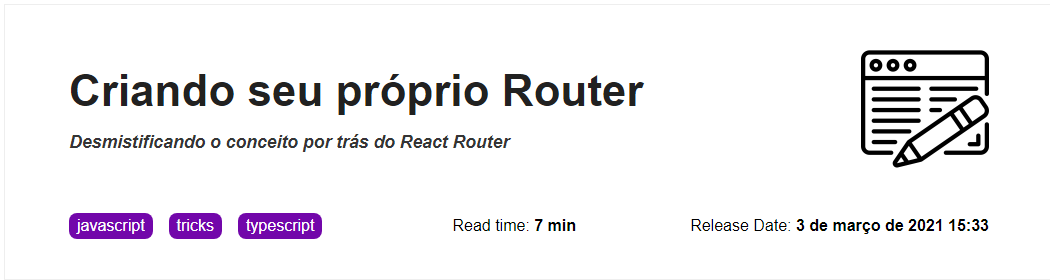 Criando seu próprio Router
Desmistificando o conceito por trás do React Router
javascript tricks typescript Read time: 7 min Release Date: 3 de março de 2021 15:33